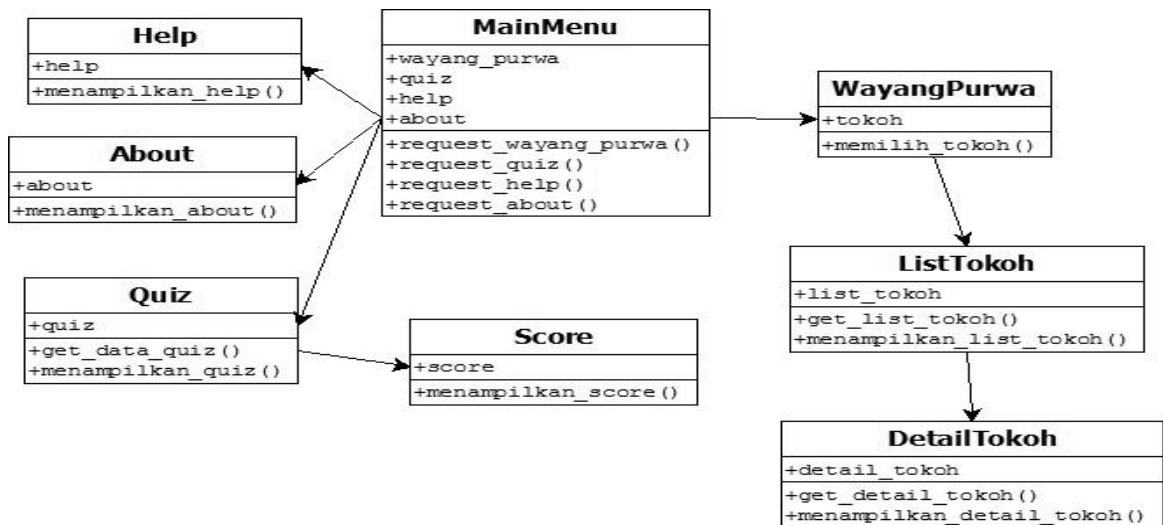 Help
+help
+menampilkan_help()
MainMenu
+wayang_purwa
+quiz
+help
+about
+request_wayang_purwa()
+request_quiz()
+request_help()
+request_about()
WayangPurwa
+tokoh
+memilih_tokoh()
About
+about
+menampilkan_about()
ListTokoh
+list_tokoh
+get_list_tokoh()
+menampilkan_list_tokoh()
Quiz
+quiz
+get_data_quiz()
+menampilkan_quiz()
Score
+score
+menampilkan_score()
DetailTokoh
+detail_tokoh
+get_detail_tokoh()
+menampilkan_detail_tokoh()